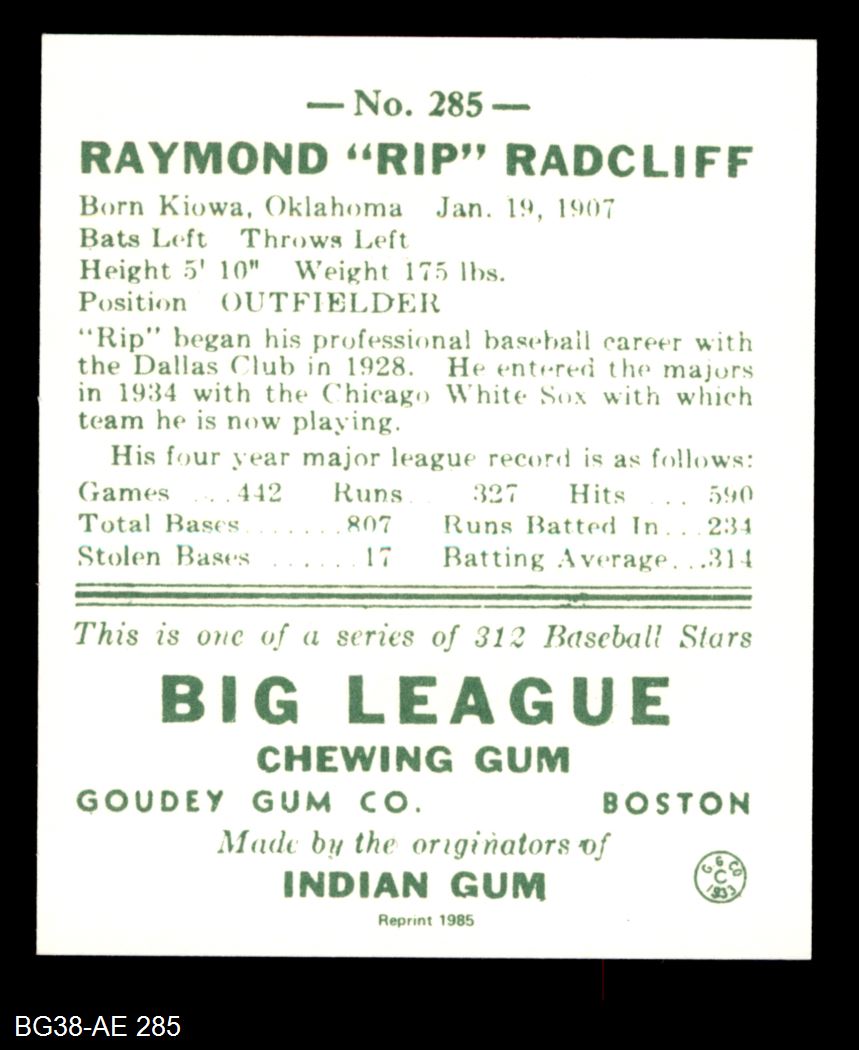 — No. 285 —
RAYMOND "RIP" RADCLIFF
Born Kiowa, Oklahoma Jan. 19, 1907
Bats Left Throws Left
Height 5' 10" Weight 175 lbs.
Position OUTFIELDER
"Rip" began his professional baseball career with
the Dallas Club in 1928. He entered the majors
in 1934 with the Chicago White Sox with which
team he is now playing.
His four year major league record is as follows:
Games ...442 Runs.. 327 Hits ... 590
Total Bases........807 Runs Batted In...234
Stolen Bases ...... 17 Batting Average...314
This is one of a series of 312 Baseball Stars
BIG LEAGUE
CHEWING GUM
GOUDEY GUM CO. BOSTON
Made by the originators of
INDIAN GUM
G G CO
C
1933
Reprint 1985
BG38-AE 285